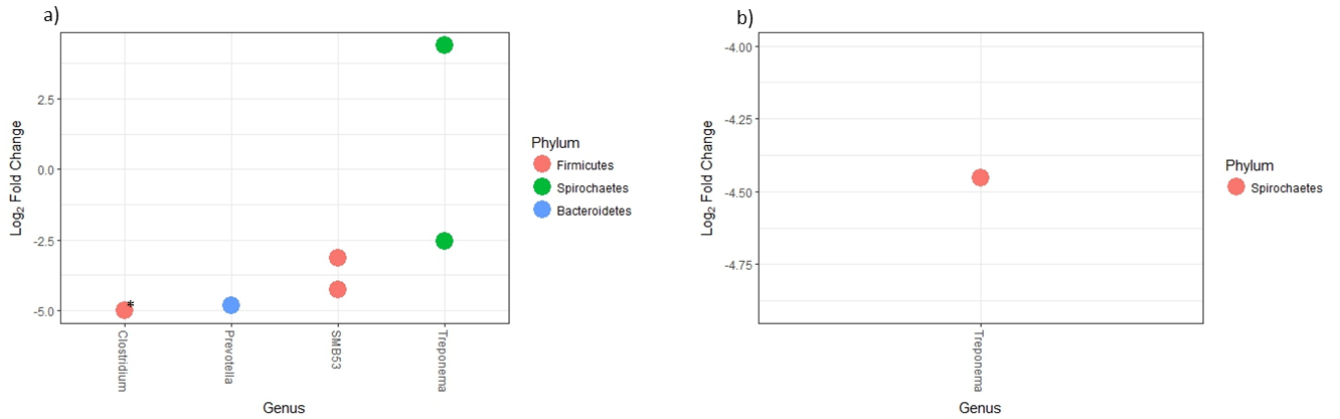 a)
Log2 Fold Change
2.5
0.0
-2.5
-5.0
*
Clostridium
Prevotella
SMB53
Treponema
Genus
Phylum
Firmicutes
Spirochaetes
Bacteroidetes
b)
Log2 Fold Change
-4.00
-4.25
-4.50
-4.75
Treponema
Genus
Phylum
Spirochaetes